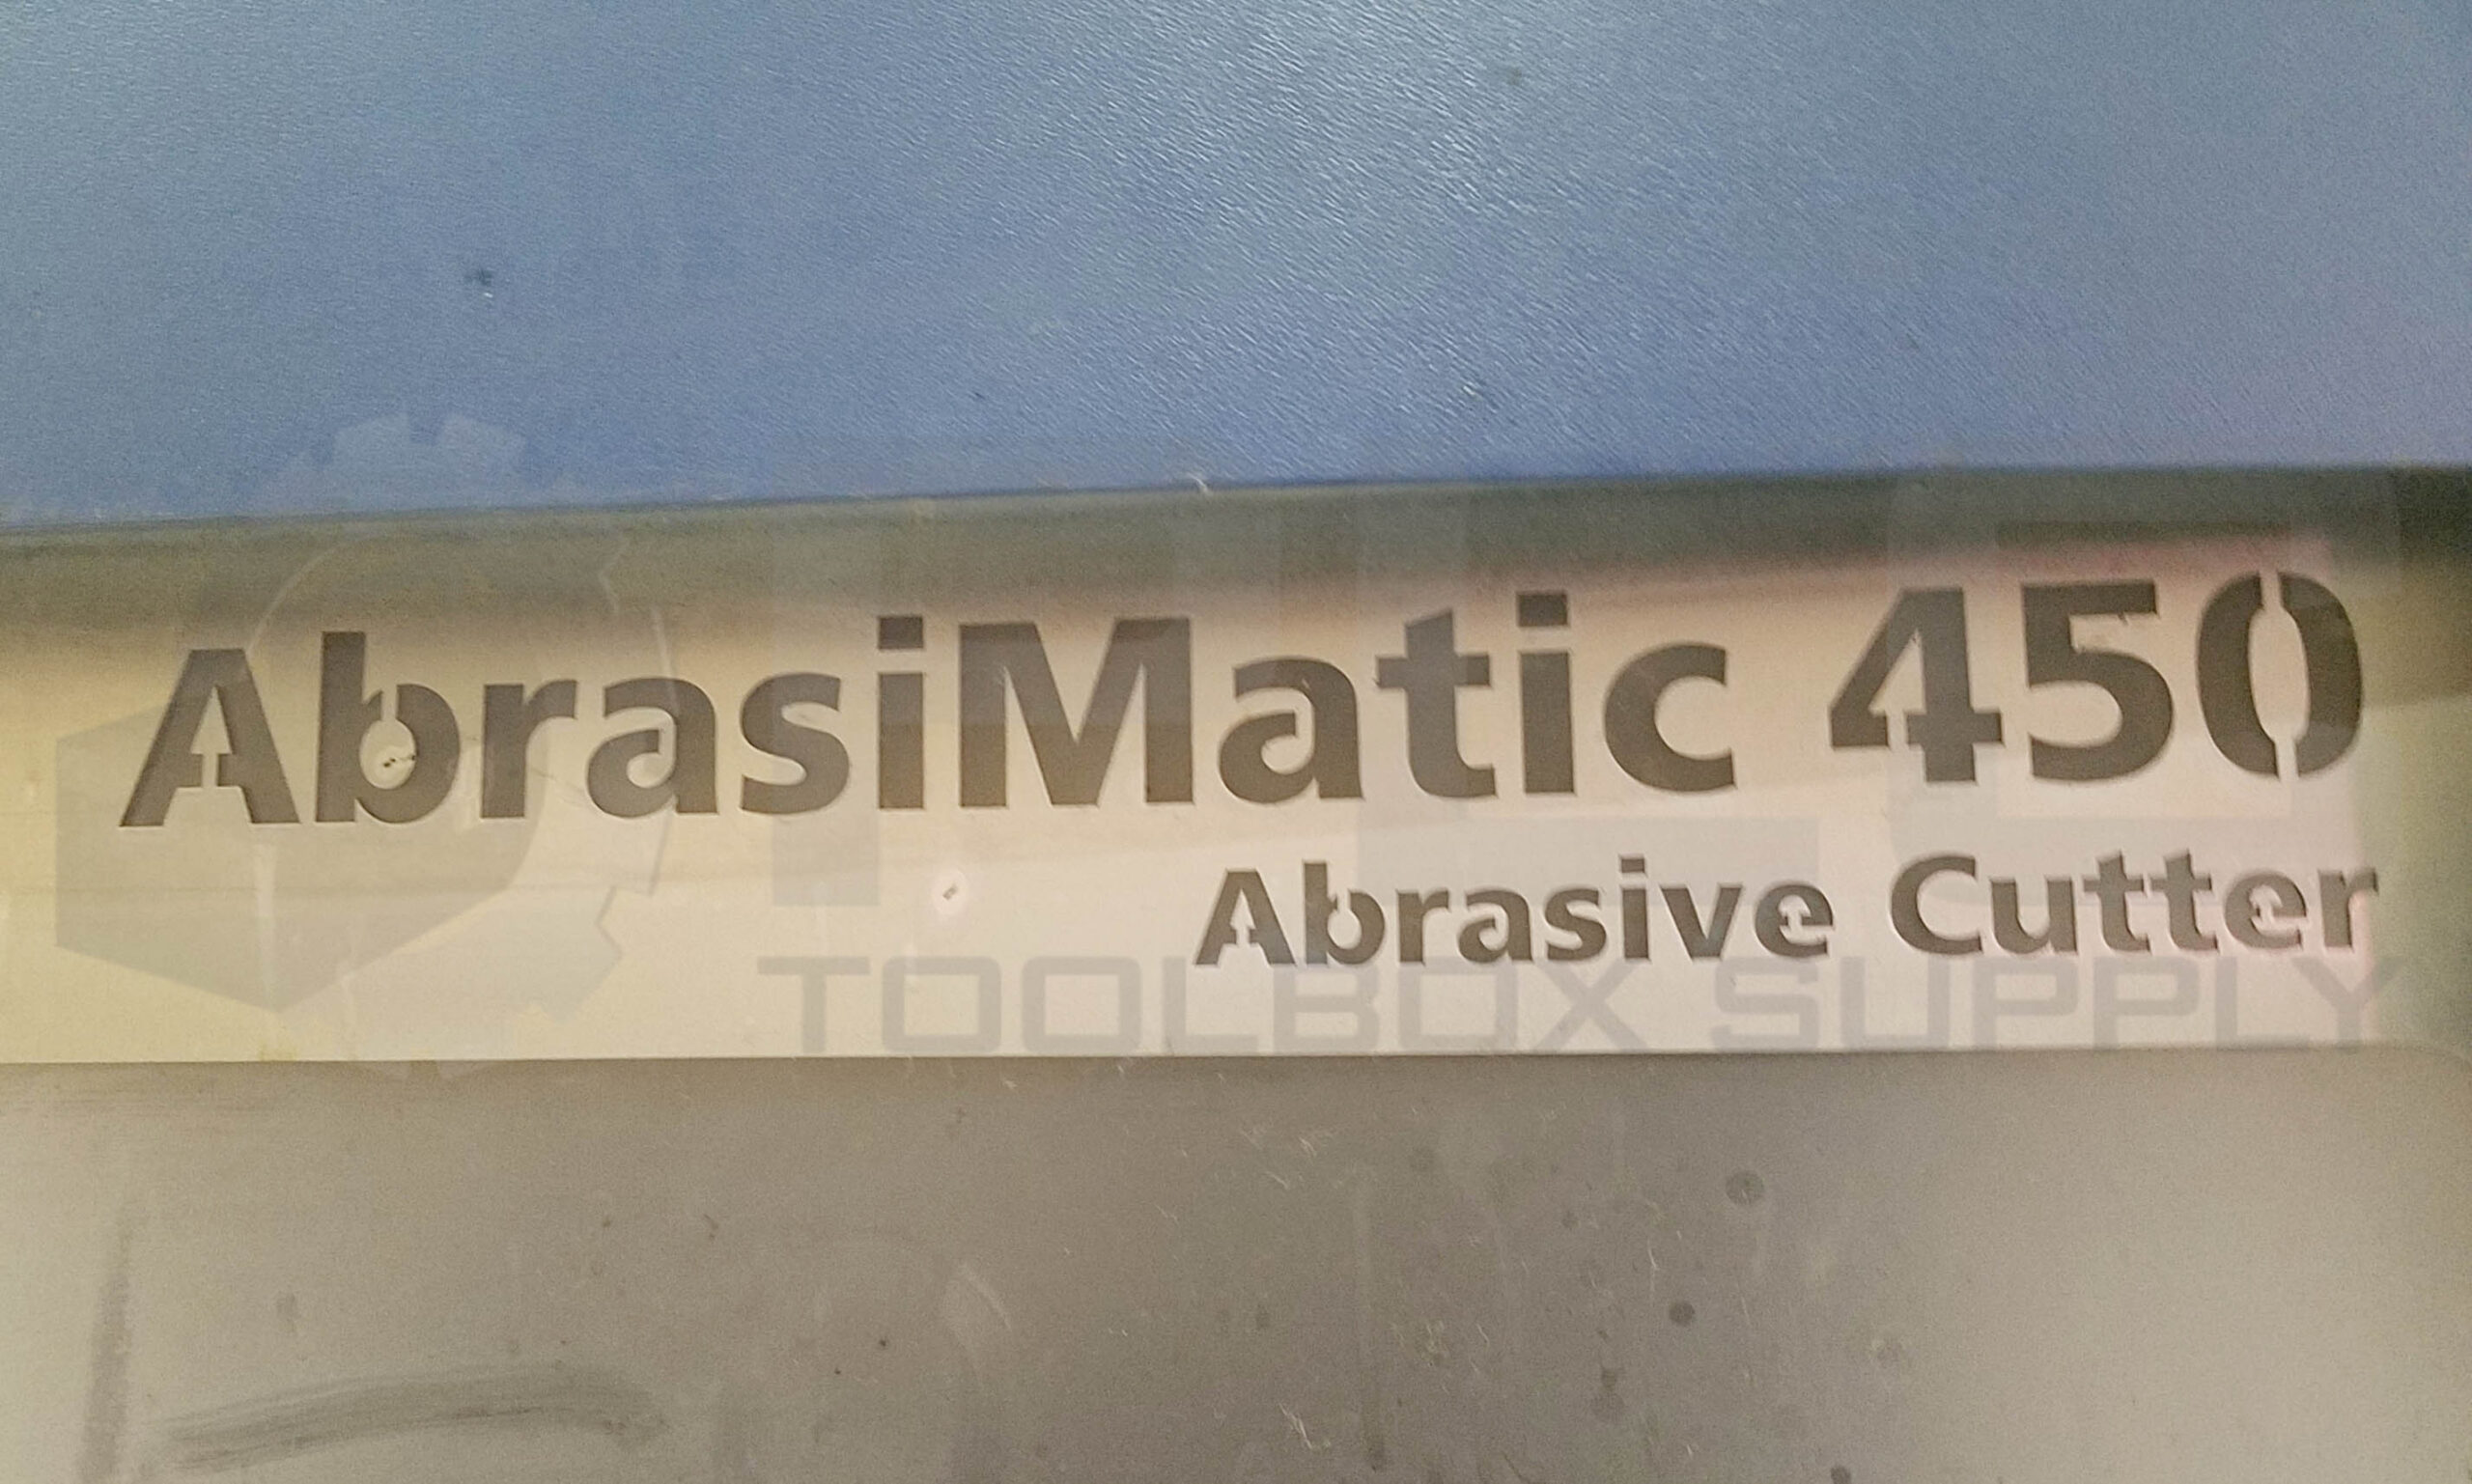 AbrasiMatic 450
Abrasive Cutter
TOOLBOX SUPPLY